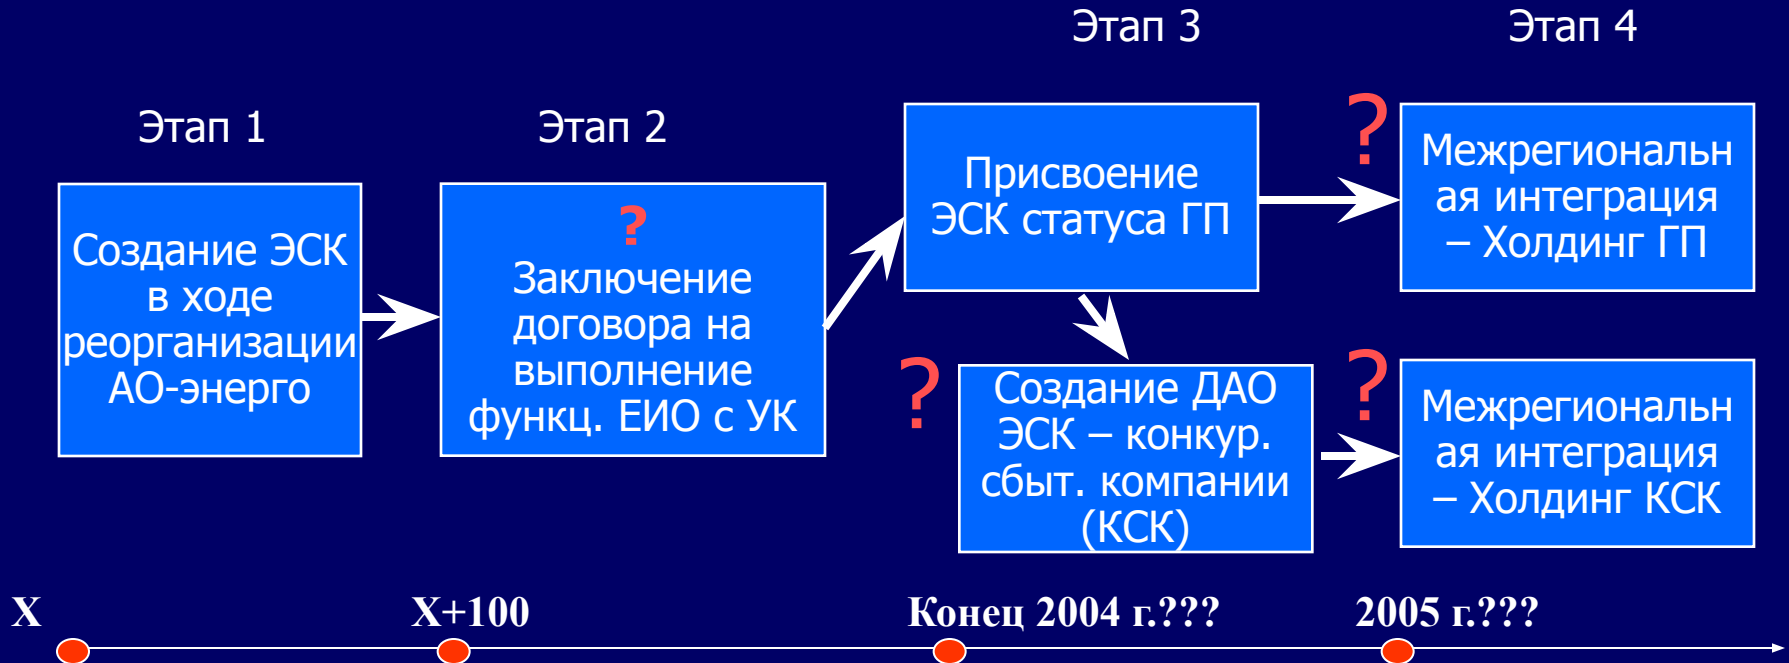 Этап 1
Создание ЭСК
в ходе
реорганизации
АО-энерго
Этап 2
?
Заключение
договора на
выполнение
функц. ЕИО с УК
Этап 3
Присвоение
ЭСК статуса ГП
?
Создание ДАО
ЭСК – конкур.
сбыт. компании
(КСК)
Этап 4
?
Межрегиональн
ая интеграция
– Холдинг ГП
?
Межрегиональн
ая интеграция
– Холдинг КСК
X
X+100
Конец 2004 г.???
2005 г.???